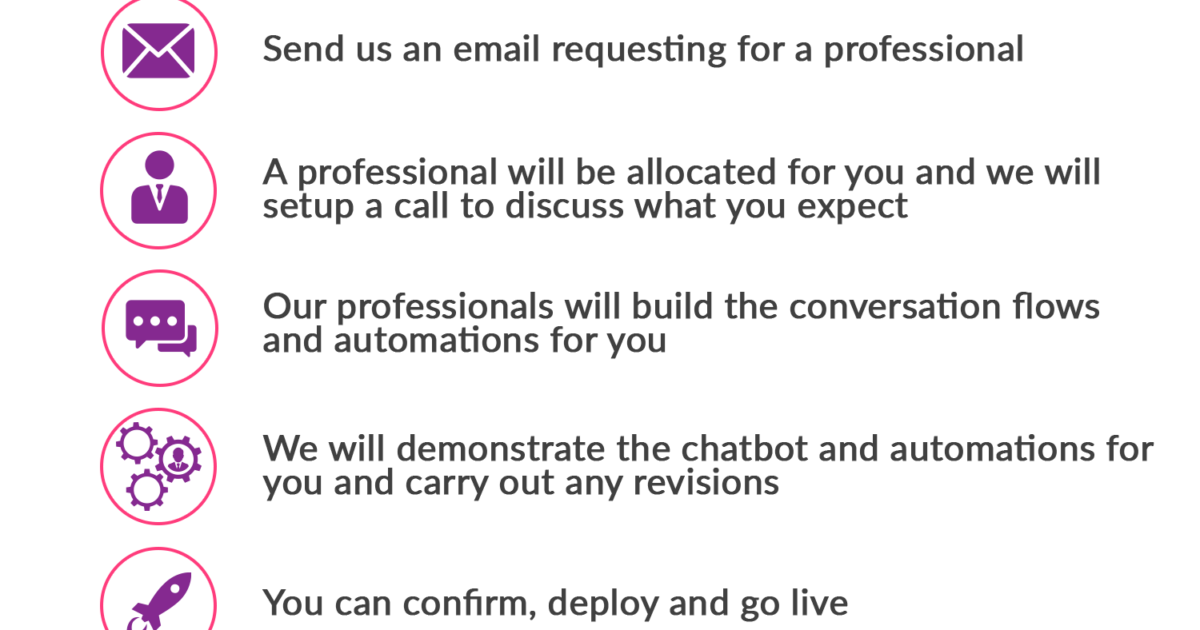 Send us an email requesting for a professional
A professional will be allocated for you and we will
setup a call to discuss what you expect
Our professionals will build the conversation flows
and automations for you
We will demonstrate the chatbot and automations for
you and carry out any revisions
You can confirm, deploy and go live